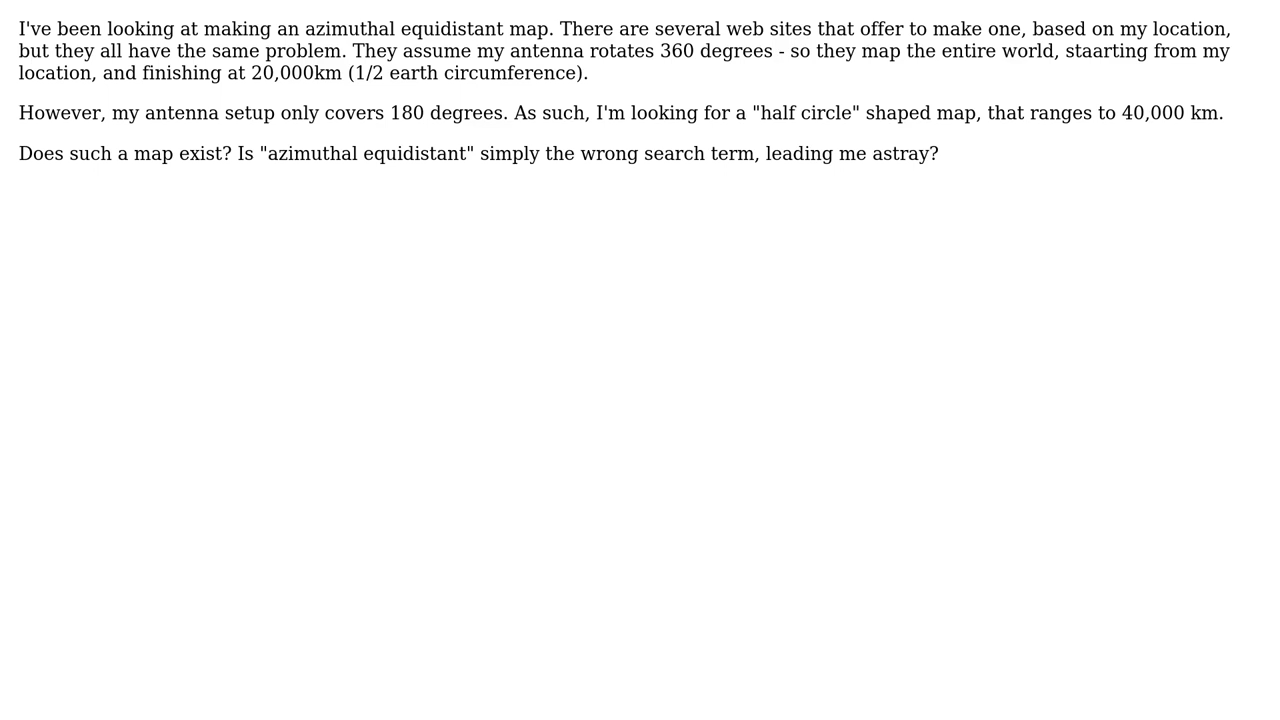 I've been looking at making an azimuthal equidistant map. There are several web sites that offer to make one, based on my location,
but they all have the same problem. They assume my antenna rotates 360 degrees - so they map the entire world, staarting from my
location, and finishing at 20,000km (1/2 earth circumference).
However, my antenna setup only covers 180 degrees. As such, I'm looking for a "half circle" shaped map, that ranges to 40,000 km.
Does such a map exist? Is "azimuthal equidistant" simply the wrong search term, leading me astray?